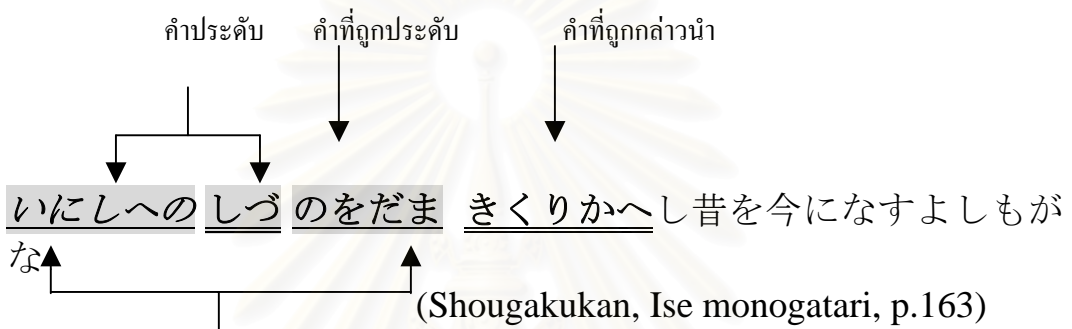 คำประดับ คำที่ถูกประดับ คำที่ถูกกล่าวนำ
いにしへの しづ のをだま きくりかへし昔を今になすよしもが
な
(Shougakukan, Ise monogatari, p.163)